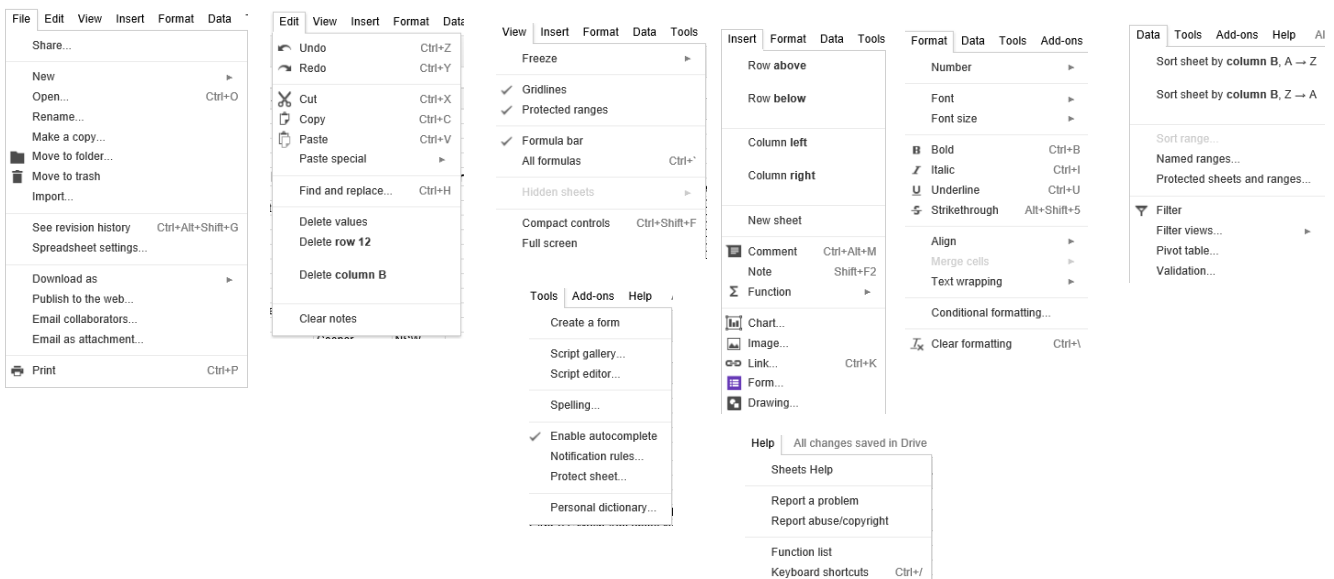 File Edit View Insert Format Data
Share...
New
Open... Ctrl+O
Rename...
Make a copy...
Move to folder...
Move to trash
Import...
See revision history Ctrl+Alt+Shift+G
Spreadsheet settings...
Download as
Publish to the web...
Email collaborators...
Email as attachment...
Print Ctrl+P
Edit View Insert Format Data
Undo Ctrl+Z
Redo Ctrl+Y
Cut Ctrl+X
Copy Ctrl+C
Paste Ctrl+V
Paste special
Find and replace... Ctrl+H
Delete values
Delete row 12
Delete column B
Clear notes
View Insert Format Data Tools
Freeze
Gridlines
Protected ranges
Formula bar
All formulas Ctrl+`
Hidden sheets
Compact controls Ctrl+Shift+F
Full screen
Tools Add-ons Help
Create a form
Script gallery...
Script editor...
Spelling...
Enable autocomplete
Notification rules...
Protect sheet...
Personal dictionary...
Insert Format Data Tools
Row above
Row below
Column left
Column right
New sheet
Comment Ctrl+Alt+M
Note Shift+F2
Function
Chart...
Image...
Link... Ctrl+K
Form...
Drawing...
Help All changes saved in Drive
Sheets Help
Report a problem
Report abuse/copyright
Function list
Keyboard shortcuts Ctrl+/
Format Data Tools Add-ons
Number
Font
Font size
Bold Ctrl+B
Italic Ctrl+I
Underline Ctrl+U
Strikethrough Alt+Shift+5
Align
Merge cells
Text wrapping
Conditional formatting...
Clear formatting Ctrl+\
Data Tools Add-ons Help Al
Sort sheet by column B, A → Z
Sort sheet by column B, Z → A
Sort range...
Named ranges...
Protected sheets and ranges...
Filter
Filter views...
Pivot table...
Validation...